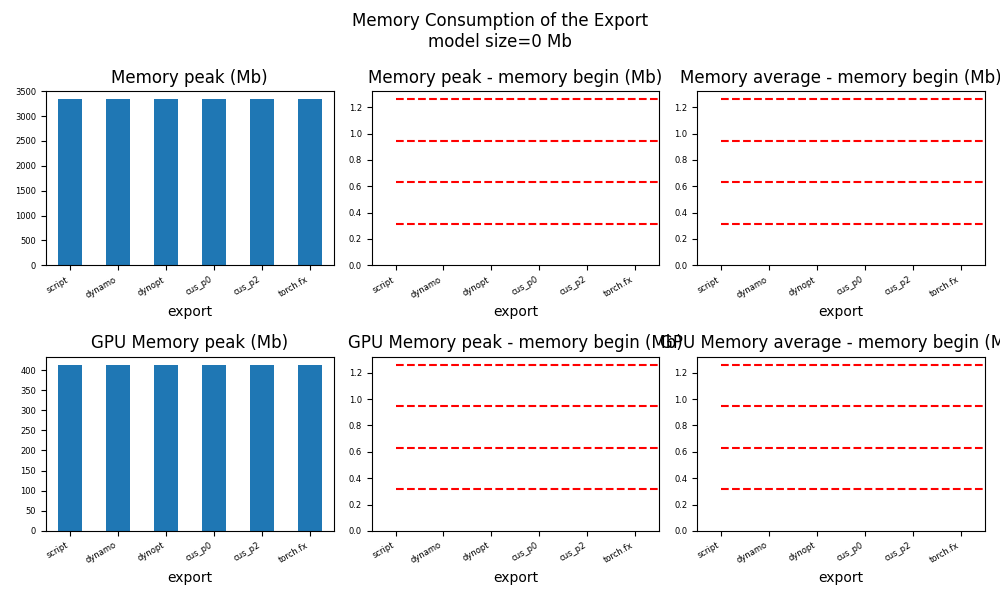 Memory Consumption of the Export
model size=0 Mb
Memory peak (Mb)
3500
3000
2500
2000
1500
1000
500
0
script
dynamo
dynopt
cus_p0
cus_p2
torch.fx
export
Memory peak - memory begin (Mb)
1.2
1.0
0.8
0.6
0.4
0.2
0.0
script
dynamo
dynopt
cus_p0
cus_p2
torch.fx
export
Memory average - memory begin (Mb)
1.2
1.0
0.8
0.6
0.4
0.2
0.0
script
dynamo
dynopt
cus_p0
cus_p2
torch.fx
export
GPU Memory peak (Mb)
400
350
300
250
200
150
100
50
0
script
dynamo
dynopt
cus_p0
cus_p2
torch.fx
export
GPU Memory peak - memory begin (Mb)
1.2
1.0
0.8
0.6
0.4
0.2
0.0
script
dynamo
dynopt
cus_p0
cus_p2
torch.fx
export
GPU Memory average - memory begin (M
1.2
1.0
0.8
0.6
0.4
0.2
0.0
script
dynamo
dynopt
cus_p0
cus_p2
torch.fx
export